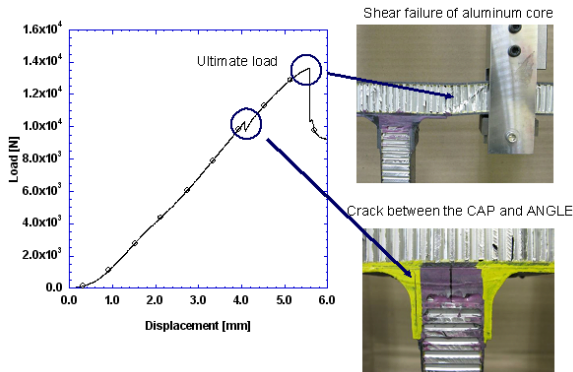 Shear failure of aluminum core
1.6x10⁴
1.4x10⁴
1.2x10⁴
1.0x10⁴
8.0x10³
6.0x10³
4.0x10³
2.0x10³
0.0
Load [N]
Ultimate load
0.0 1.0 2.0 3.0 4.0 5.0 6.0
Displacement [mm]
Crack between the CAP and ANGLE